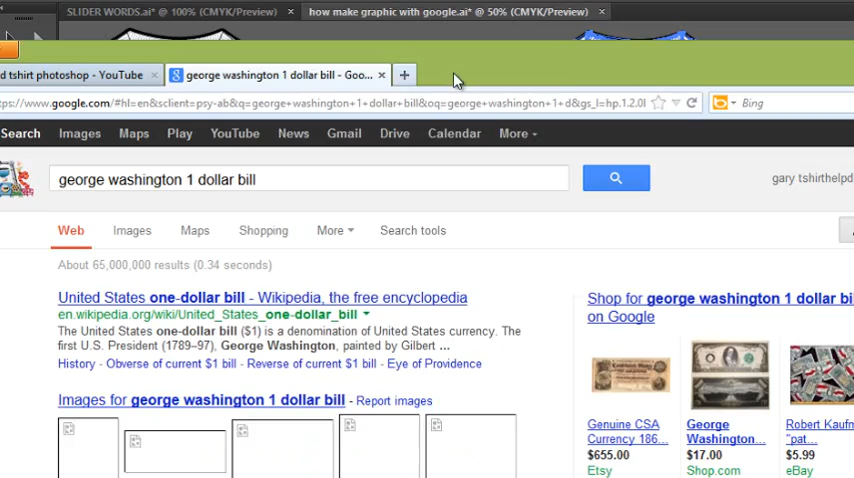 SLIDER WORDS.ai* @ 100% (CMYK/Preview) × how make graphic with google.ai* @ 50% (CMYK/Preview) ×
d tshirt photoshop - YouTube × george washington 1 dollar bill - Goo... × +
.google.com/#hl=en&sclient=psy-ab&q=george+washington+1+dollar+bill&oq=george+washington+1+d&gs_l=hp.1.2.0l Bing
Search Images Maps Play YouTube News Gmail Drive Calendar More
george washington 1 dollar bill gary tshirthelpd
Web Images Maps Shopping More Search tools
About 65,000,000 results (0.34 seconds)
United States one-dollar bill - Wikipedia, the free encyclopedia
en.wikipedia.org/wiki/United_States_one-dollar_bill
The United States one-dollar bill ($1) is a denomination of United States currency. The
first U.S. President (1789–97), George Washington, painted by Gilbert ...
History - Obverse of current $1 bill - Reverse of current $1 bill - Eye of Providence
Images for george washington 1 dollar bill - Report images
Shop for george washington 1 dollar bi
on Google
Genuine CSA
Currency 186...
$655.00
Etsy
George
Washington...
$17.00
Shop.com
Robert Kaufm
"pat...
$5.99
eBay